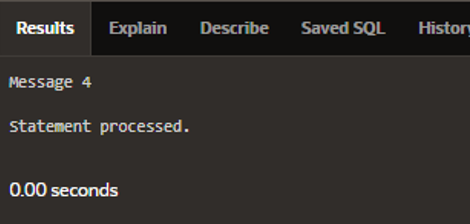 Results Explain Describe Saved SQL History
Message 4
Statement processed.
0.00 seconds